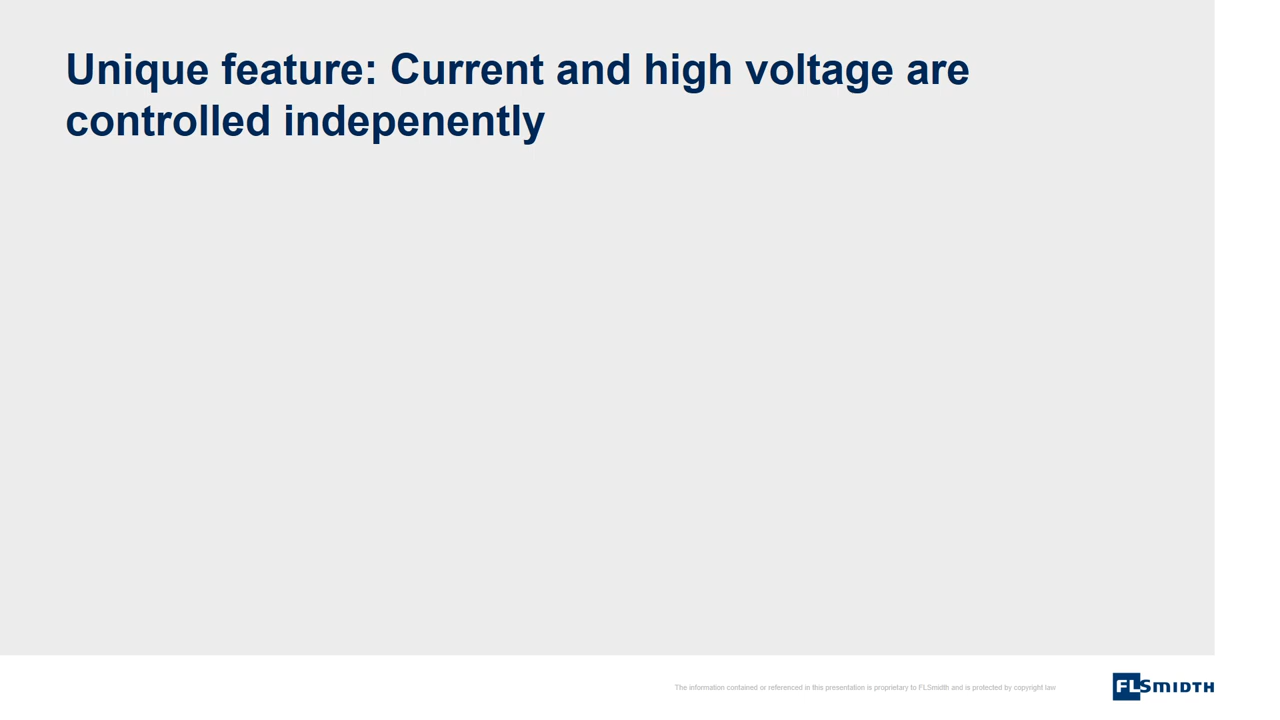 Unique feature: Current and high voltage are
controlled indepenently
The information contained or referenced in this presentation is proprietary to FLSmidth and is protected by copyright law
FLSMIDTH